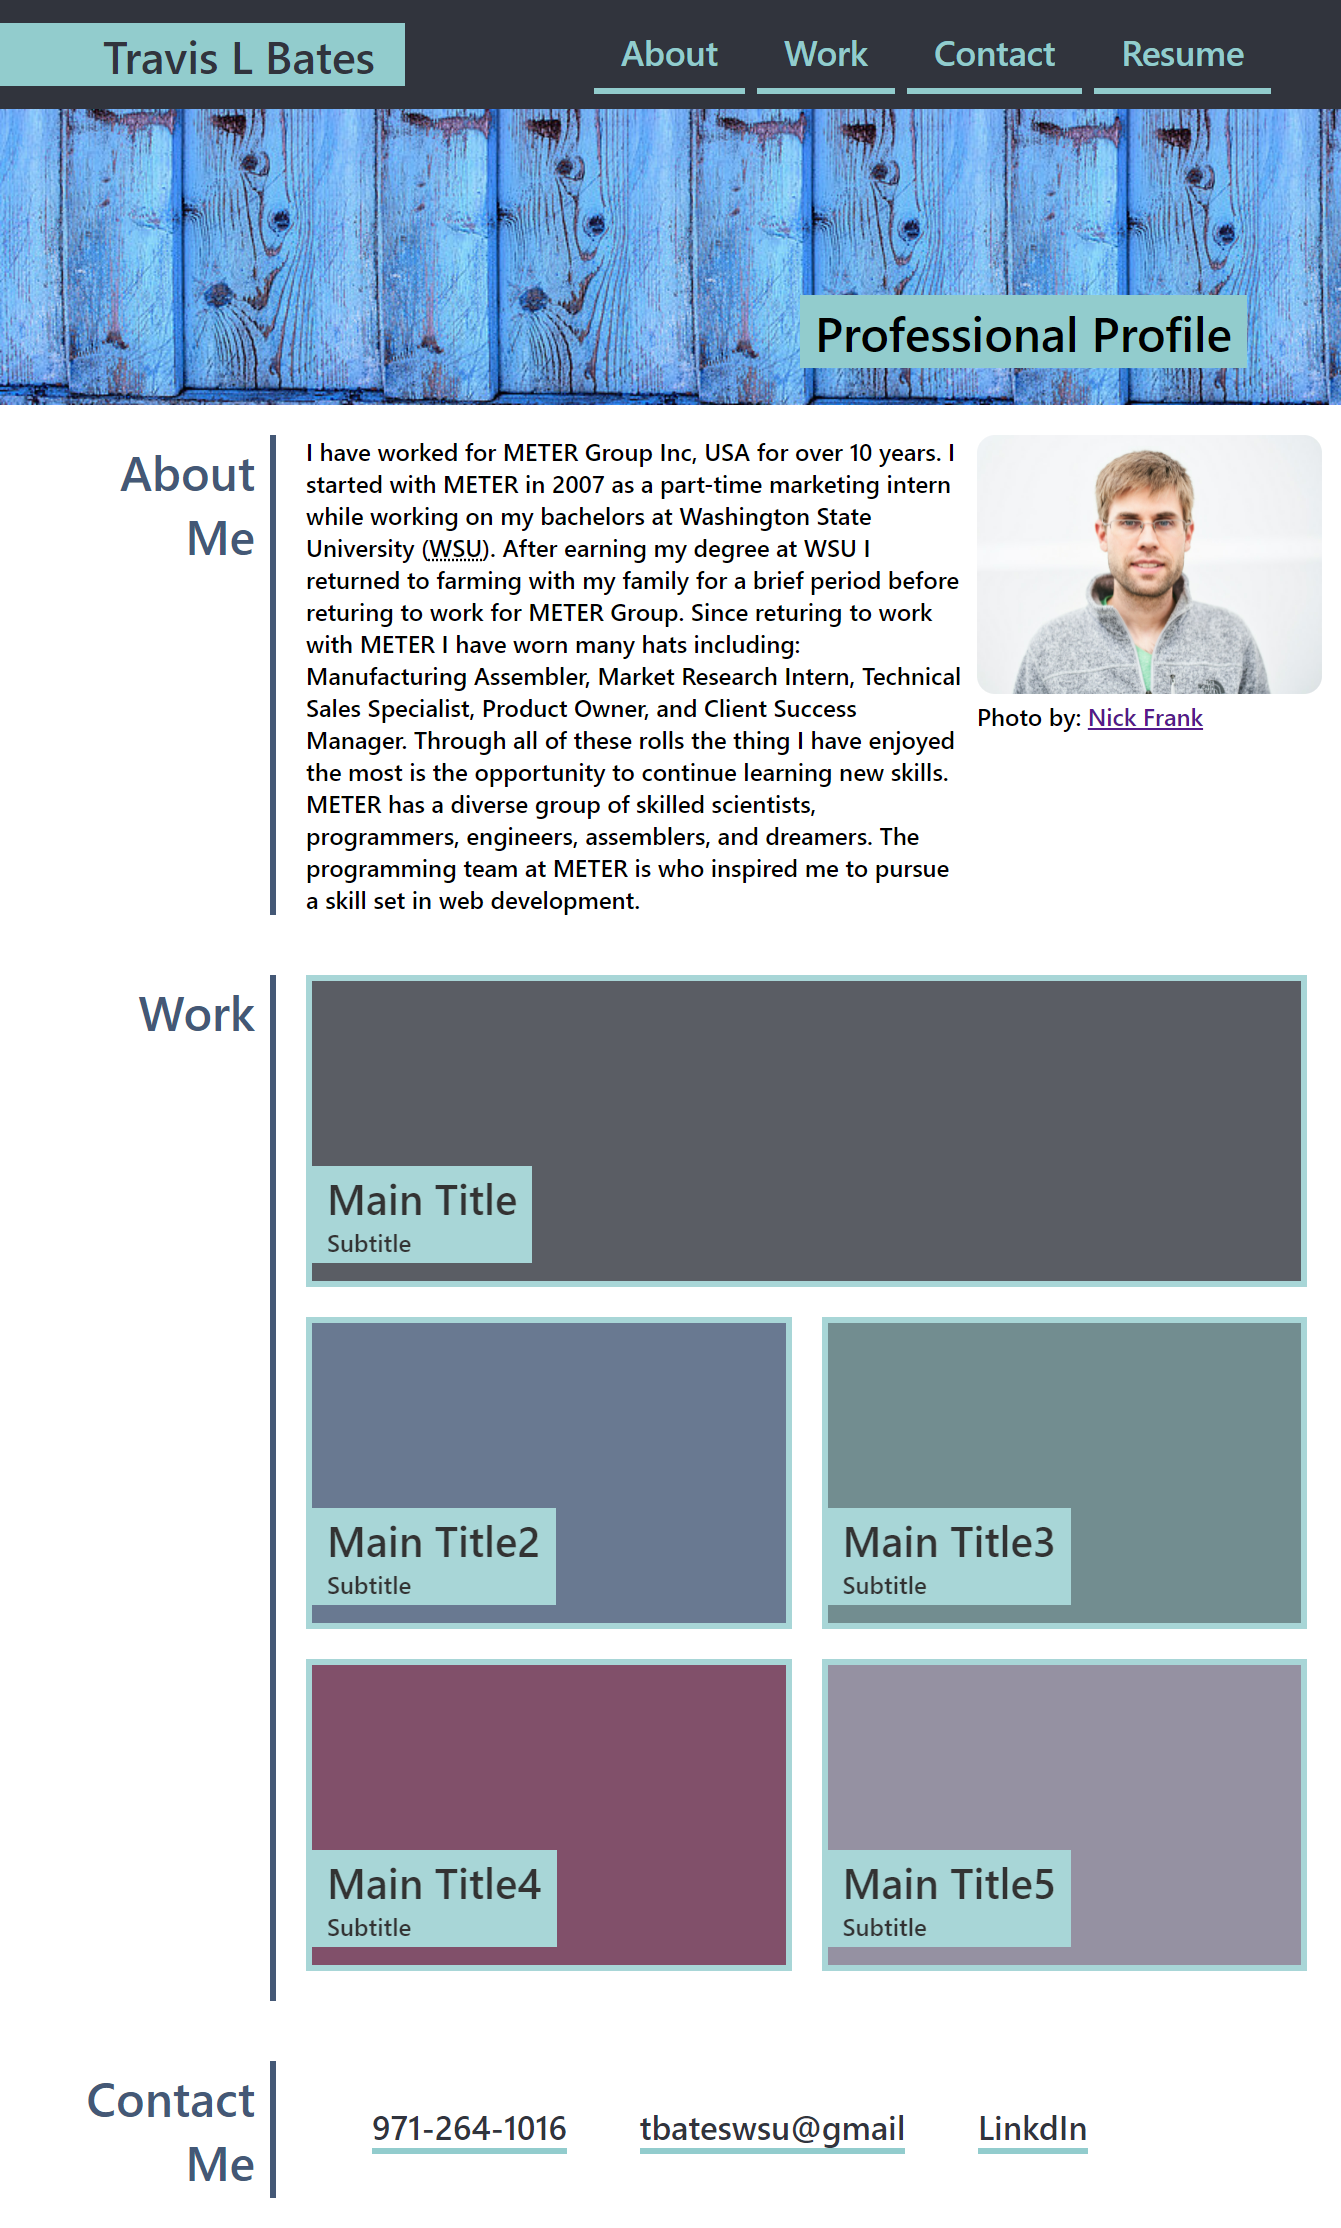 Travis L Bates
About
Work
Contact
Resume
Professional Profile
About
Me
I have worked for METER Group Inc, USA for over 10 years. I
started with METER in 2007 as a part-time marketing intern
while working on my bachelors at Washington State
University (WSU). After earning my degree at WSU I
returned to farming with my family for a brief period before
returing to work for METER Group. Since returing to work
with METER I have worn many hats including:
Manufacturing Assembler, Market Research Intern, Technical
Sales Specialist, Product Owner, and Client Success
Manager. Through all of these rolls the thing I have enjoyed
the most is the opportunity to continue learning new skills.
METER has a diverse group of skilled scientists,
programmers, engineers, assemblers, and dreamers. The
programming team at METER is who inspired me to pursue
a skill set in web development.
Photo by: Nick Frank
Work
Main Title
Subtitle
Main Title2
Subtitle
Main Title3
Subtitle
Main Title4
Subtitle
Main Title5
Subtitle
Contact
Me
971-264-1016
tbateswsu@gmail
LinkdIn